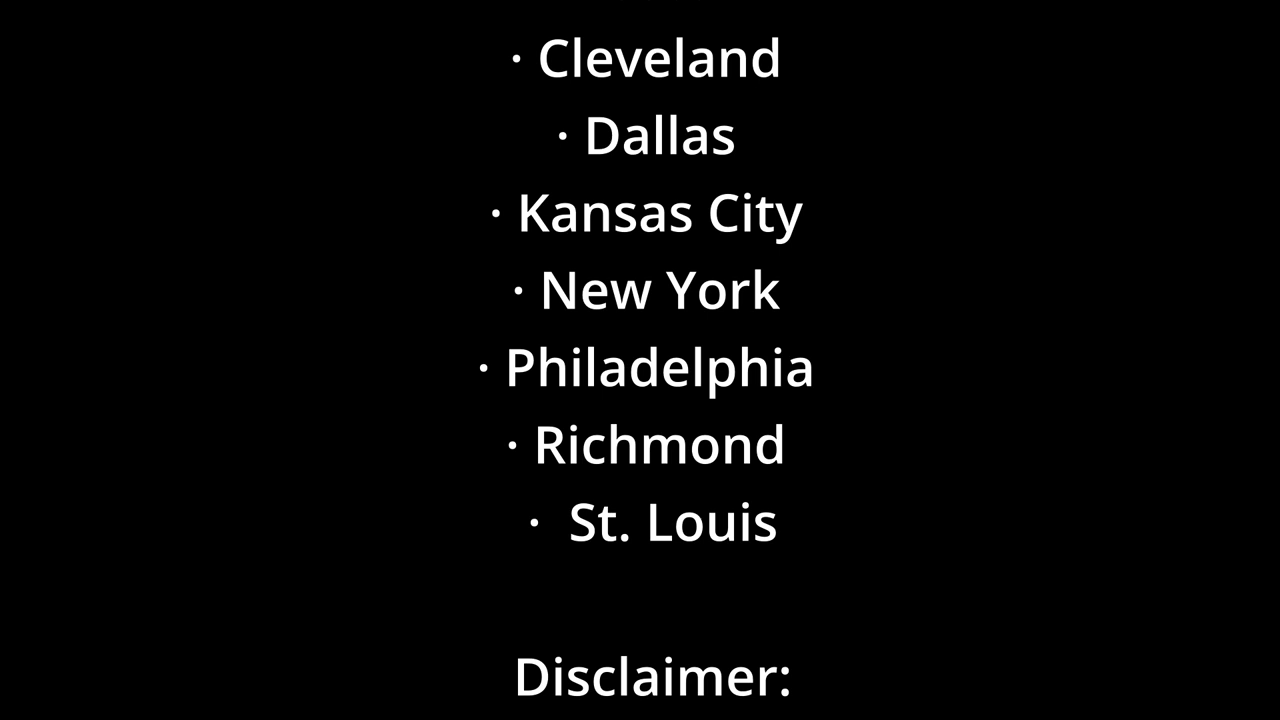 · Cleveland
· Dallas
· Kansas City
· New York
· Philadelphia
· Richmond
·  St. Louis
Disclaimer: